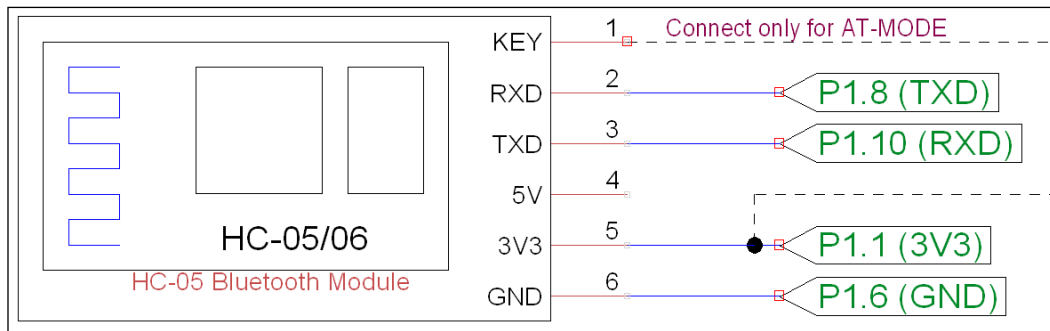 KEY 1 Connect only for AT-MODE
RXD 2 P1.8 (TXD)
TXD 3 P1.10 (RXD)
5V 4
HC-05/06
3V3 5 P1.1 (3V3)
HC-05 Bluetooth Module
GND 6 P1.6 (GND)